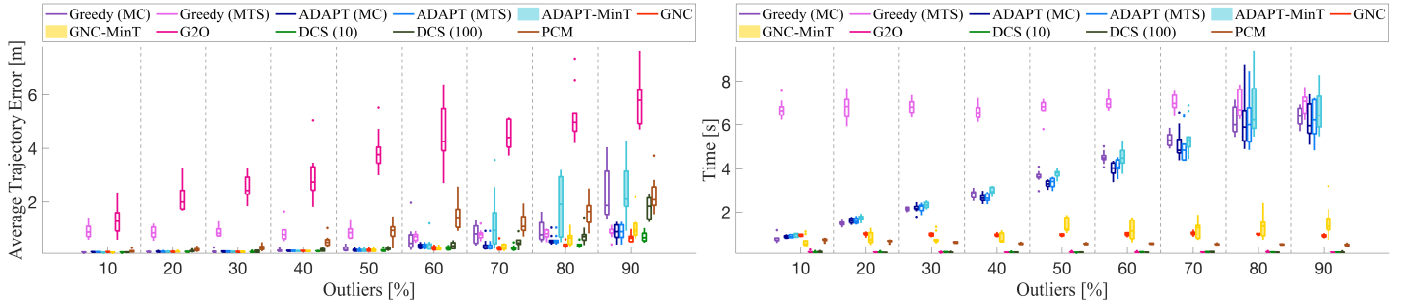 Greedy (MC) Greedy (MTS) ADAPT (MC) ADAPT (MTS) ADAPT-MinT GNC
GNC-MinT G2O DCS (10) DCS (100) PCM
Average Trajectory Error [m]
6
4
2
10 20 30 40 50 60 70 80 90
Outliers [%]
Greedy (MC) Greedy (MTS) ADAPT (MC) ADAPT (MTS) ADAPT-MinT GNC
GNC-MinT G2O DCS (10) DCS (100) PCM
Time [s]
8
6
4
2
10 20 30 40 50 60 70 80 90
Outliers [%]